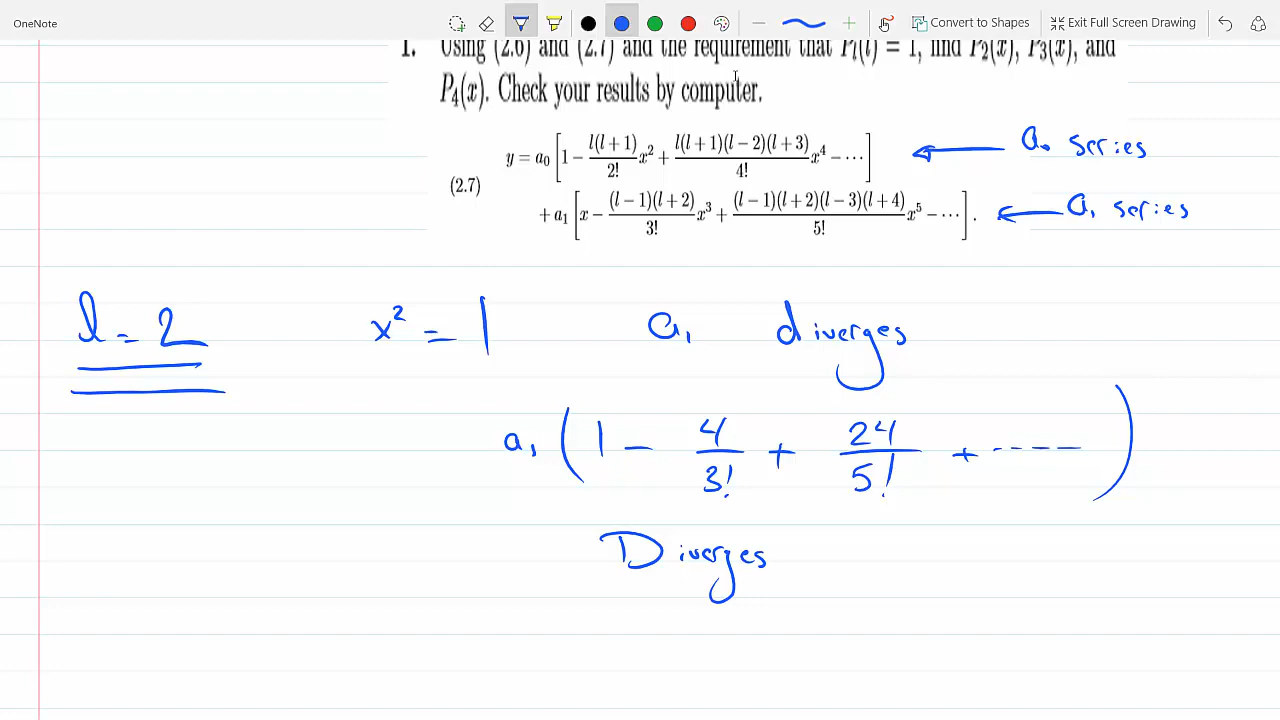 OneNote
Convert to Shapes
Exit Full Screen Drawing
1. Using (2.6) and (2.7) and the requirement that P_l(l) = 1, find P_2(x), P_3(x), and
P_4(x). Check your results by computer.
y = a_0 [1 − l(l+1)/2! x^2 + l(l+1)(l−2)(l+3)/4! x^4 − ⋯] ← a_0 series
(2.7)
+ a_1 [x − (l−1)(l+2)/3! x^3 + (l−1)(l+2)(l−3)(l+4)/5! x^5 − ⋯]. ← a_1 series
l = 2 x^2 = 1 a_1 diverges
a_1 (1 − 4/3! + 24/5! + ----)
Diverges